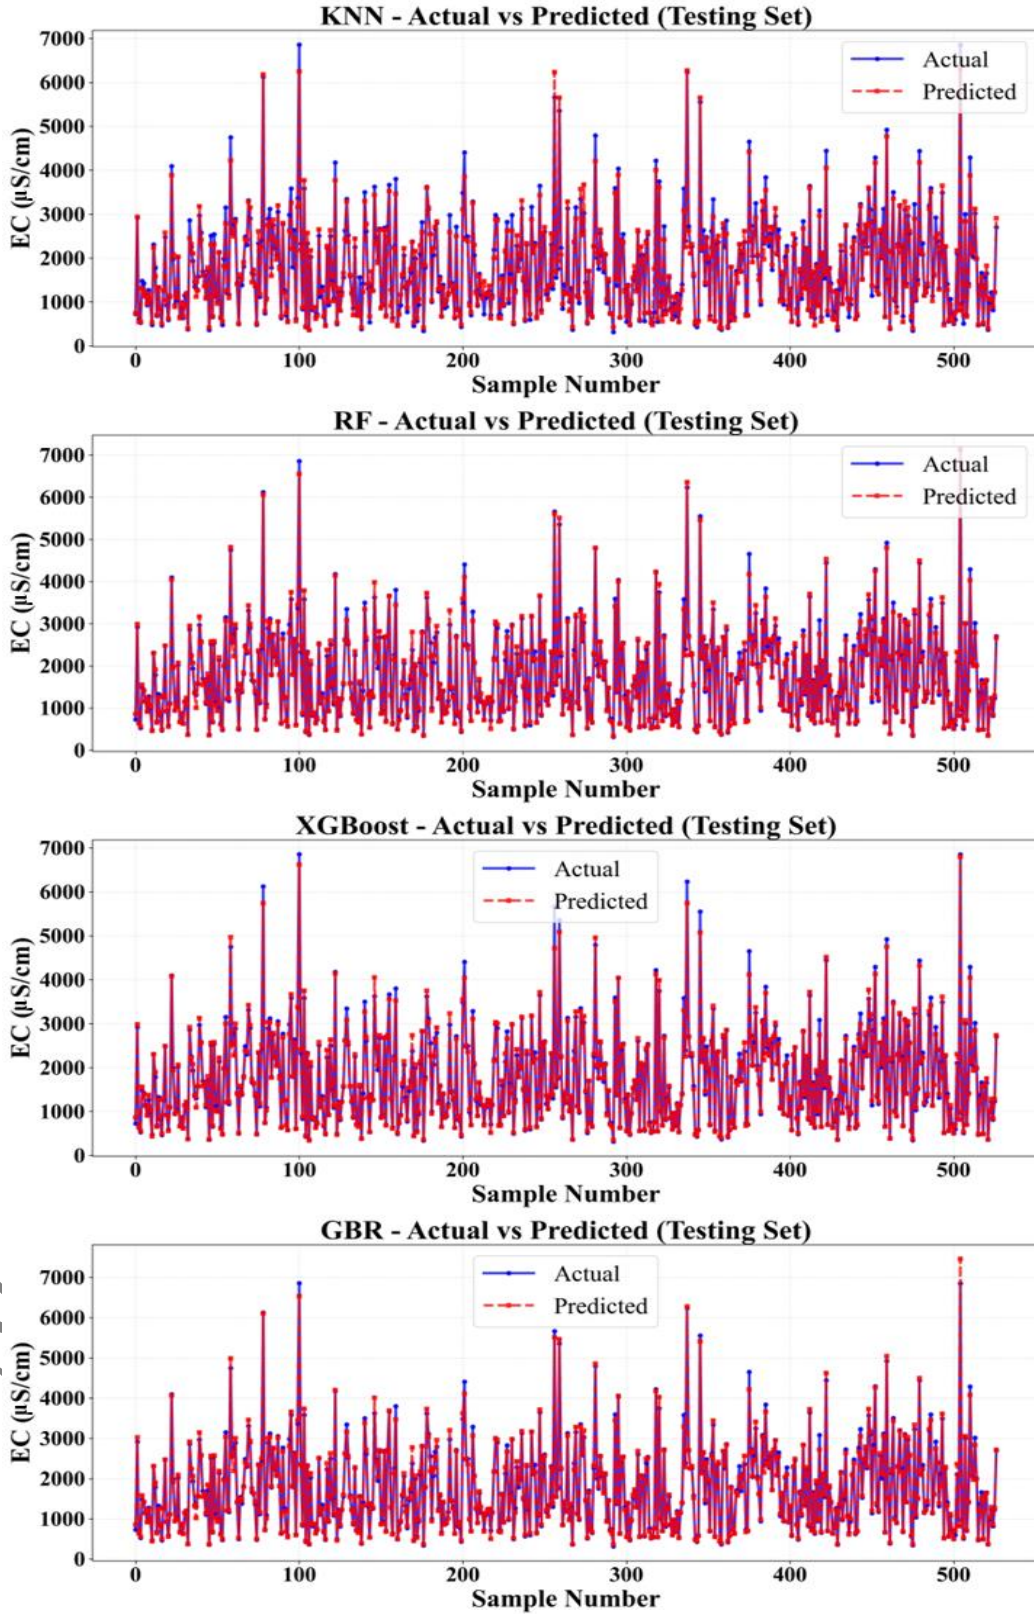 KNN - Actual vs Predicted (Testing Set)
7000
6000
5000
4000
3000
2000
1000
0
EC (µS/cm)
Actual
Predicted
0 100 200 300 400 500
Sample Number
RF - Actual vs Predicted (Testing Set)
7000
6000
5000
4000
3000
2000
1000
0
EC (µS/cm)
Actual
Predicted
0 100 200 300 400 500
Sample Number
XGBoost - Actual vs Predicted (Testing Set)
7000
6000
5000
4000
3000
2000
1000
0
EC (µS/cm)
Actual
Predicted
0 100 200 300 400 500
Sample Number
GBR - Actual vs Predicted (Testing Set)
7000
6000
5000
4000
3000
2000
1000
0
EC (µS/cm)
Actual
Predicted
0 100 200 300 400 500
Sample Number